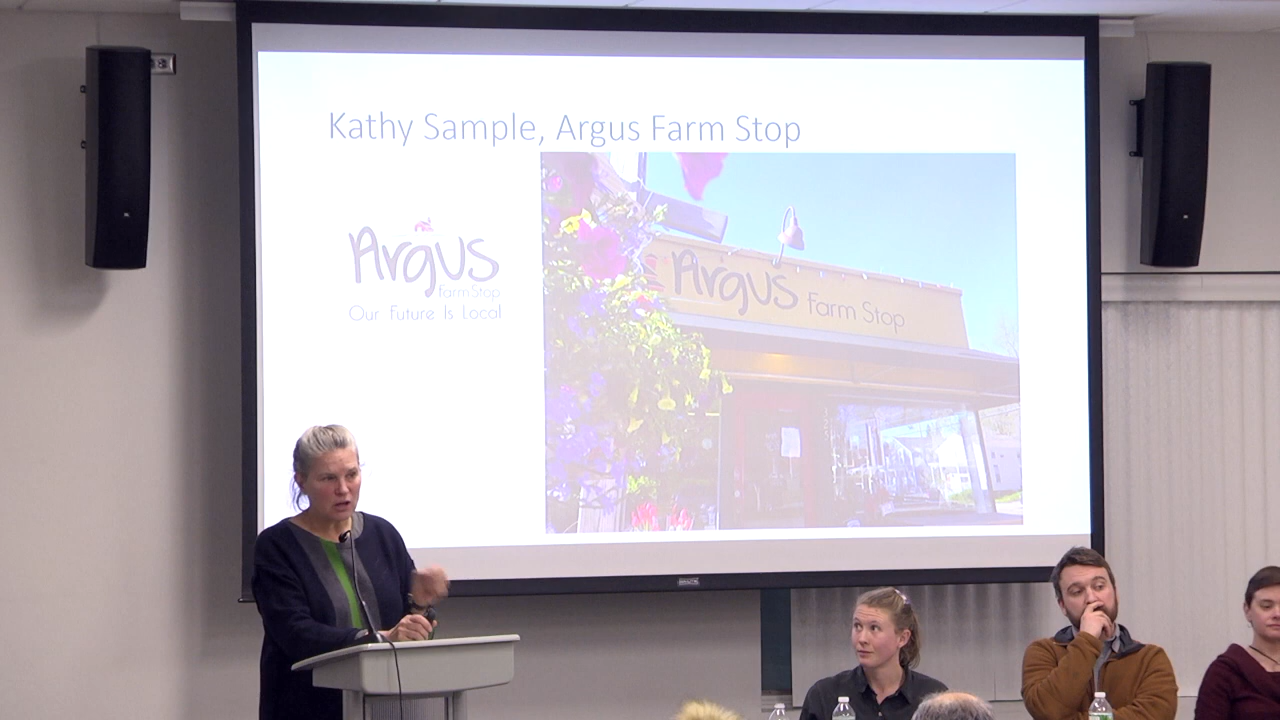 Kathy Sample, Argus Farm Stop
Argus
Farm Stop
Our Future Is Local
Argus Farm Stop